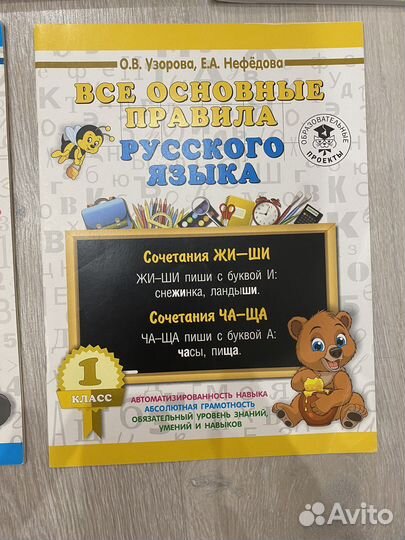 О.В. Узорова, Е.А. Нефёдова
ВСЕ ОСНОВНЫЕ
ПРАВИЛА
РУССКОГО
ЯЗЫКА
ОБРАЗОВАТЕЛЬНЫЕ
ПРОЕКТЫ
Сочетания ЖИ–ШИ
ЖИ–ШИ пиши с буквой И:
снежинка, ландыши.
Сочетания ЧА–ЩА
ЧА–ЩА пиши с буквой А:
часы, пища.
1
КЛАСС
АВТОМАТИЗИРОВАННОСТЬ НАВЫКА
АБСОЛЮТНАЯ ГРАМОТНОСТЬ
ОБЯЗАТЕЛЬНЫЙ УРОВЕНЬ ЗНАНИЙ,
УМЕНИЙ И НАВЫКОВ
Avito